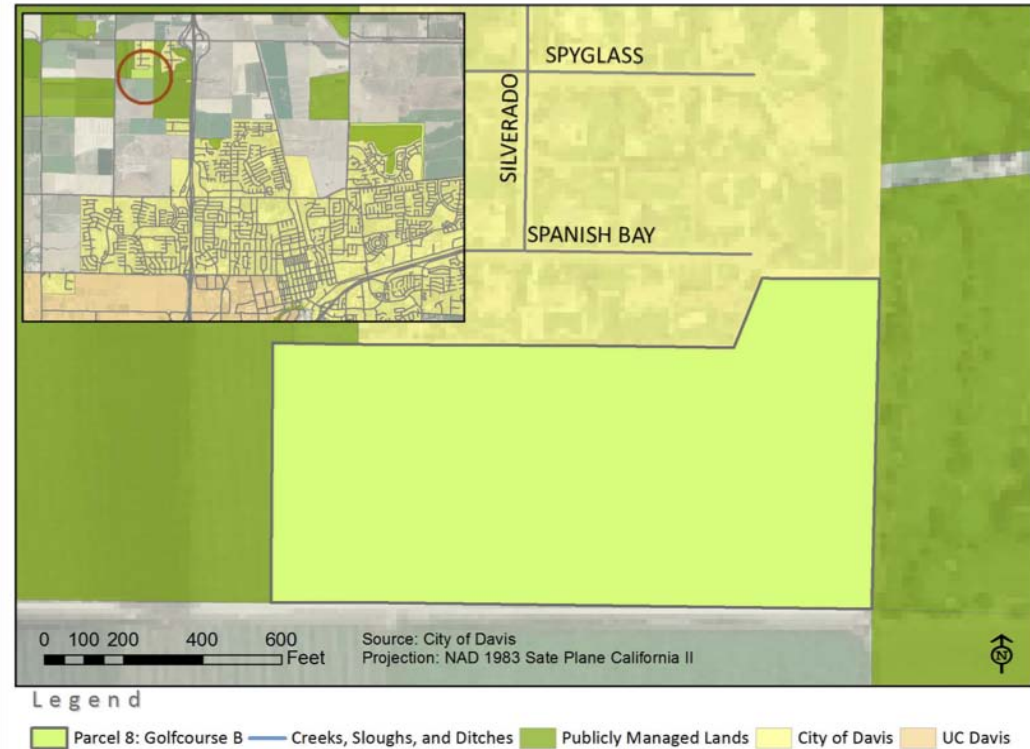 SPYGLASS
SILVERADO
SPANISH BAY
0 100 200 400 600
Feet
Source: City of Davis
Projection: NAD 1983 Sate Plane California II
N
Legend
Parcel 8: Golfcourse B Creeks, Sloughs, and Ditches Publicly Managed Lands City of Davis UC Davis